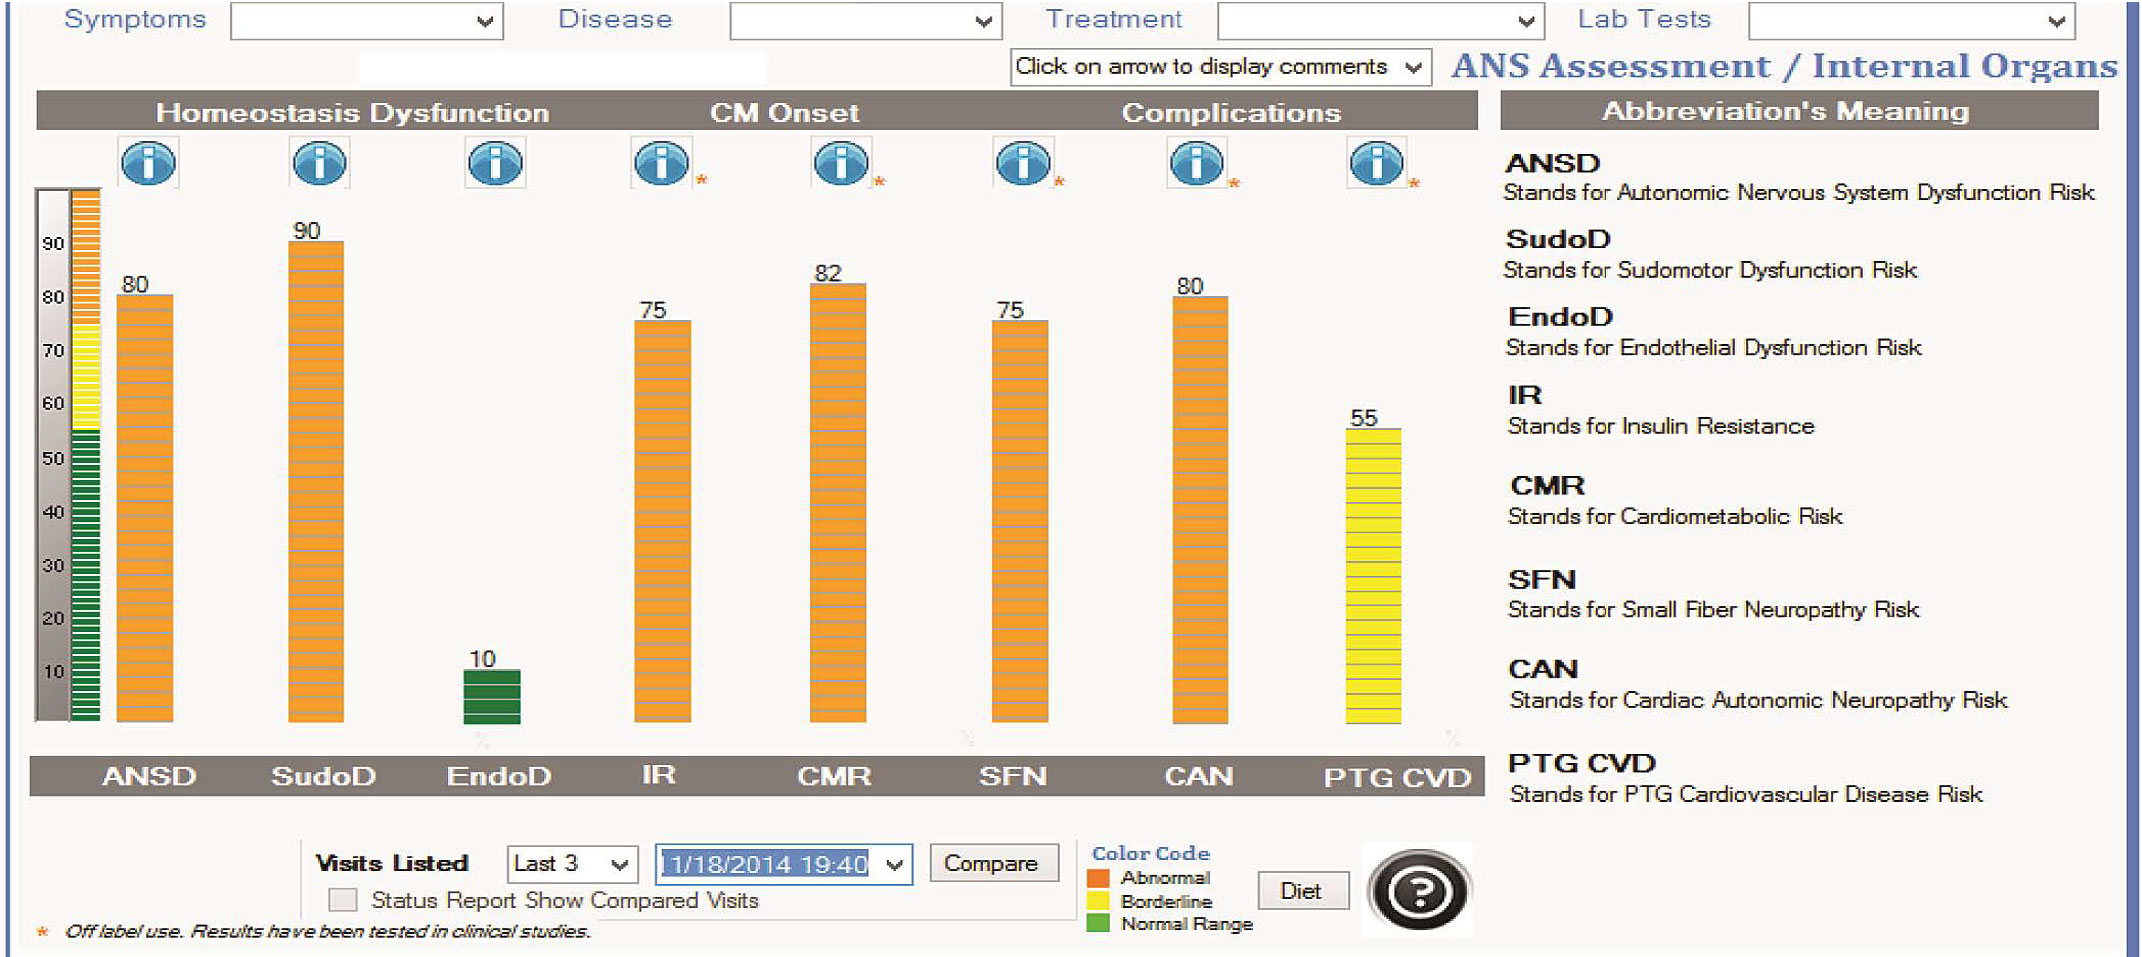 Symptoms Disease Treatment Lab Tests
Click on arrow to display comments
ANS Assessment / Internal Organs
Homeostasis Dysfunction CM Onset Complications
Abbreviation's Meaning
* * * * *
90
80
70
60
50
40
30
20
10
80 90 10 75 82 75 80 55
% % %
ANSD SudoD EndoD IR CMR SFN CAN PTG CVD
ANSD
Stands for Autonomic Nervous System Dysfunction Risk
SudoD
Stands for Sudomotor Dysfunction Risk
EndoD
Stands for Endothelial Dysfunction Risk
IR
Stands for Insulin Resistance
CMR
Stands for Cardiometabolic Risk
SFN
Stands for Small Fiber Neuropathy Risk
CAN
Stands for Cardiac Autonomic Neuropathy Risk
PTG CVD
Stands for PTG Cardiovascular Disease Risk
Visits Listed Last 3 11/18/2014 19:40 Compare
Status Report Show Compared Visits
Color Code
Abnormal
Borderline
Normal Range
Diet
?
* Off label use. Results have been tested in clinical studies.